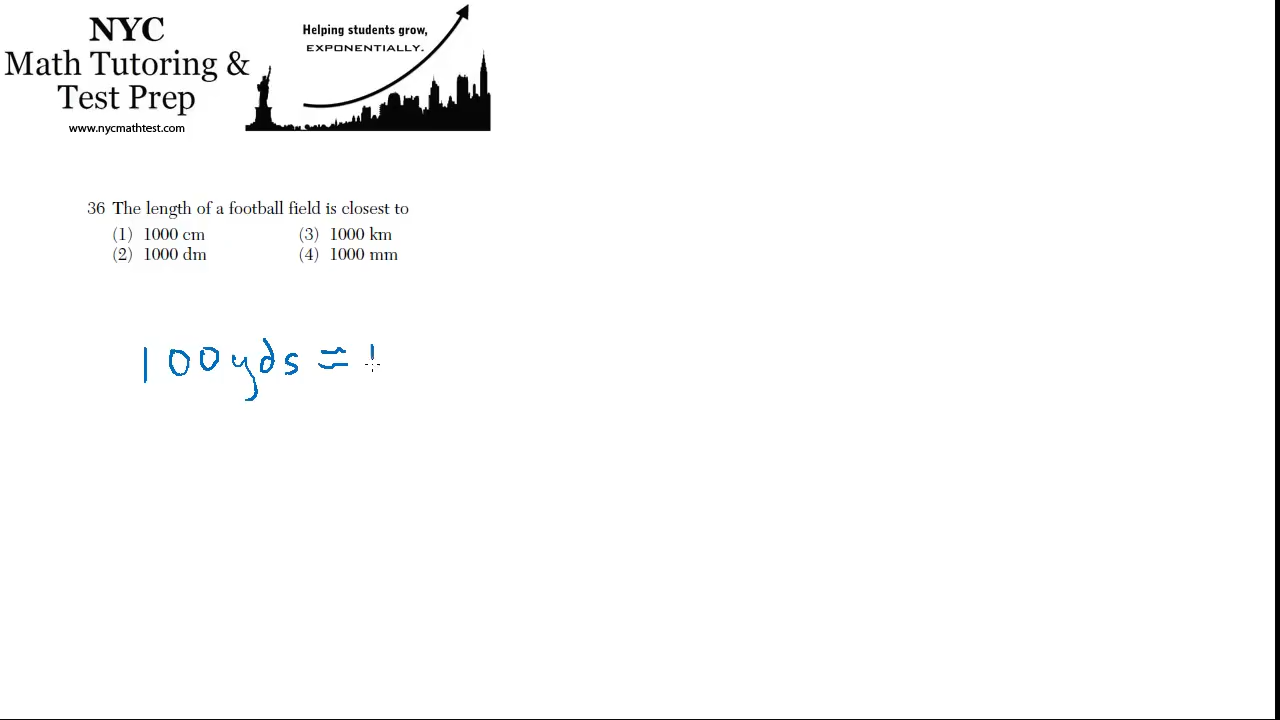 NYC
Math Tutoring &
Test Prep
www.nycmathtest.com
Helping students grow,
EXPONENTIALLY.
36 The length of a football field is closest to
(1) 1000 cm (3) 1000 km
(2) 1000 dm (4) 1000 mm
100yds ≈ 1